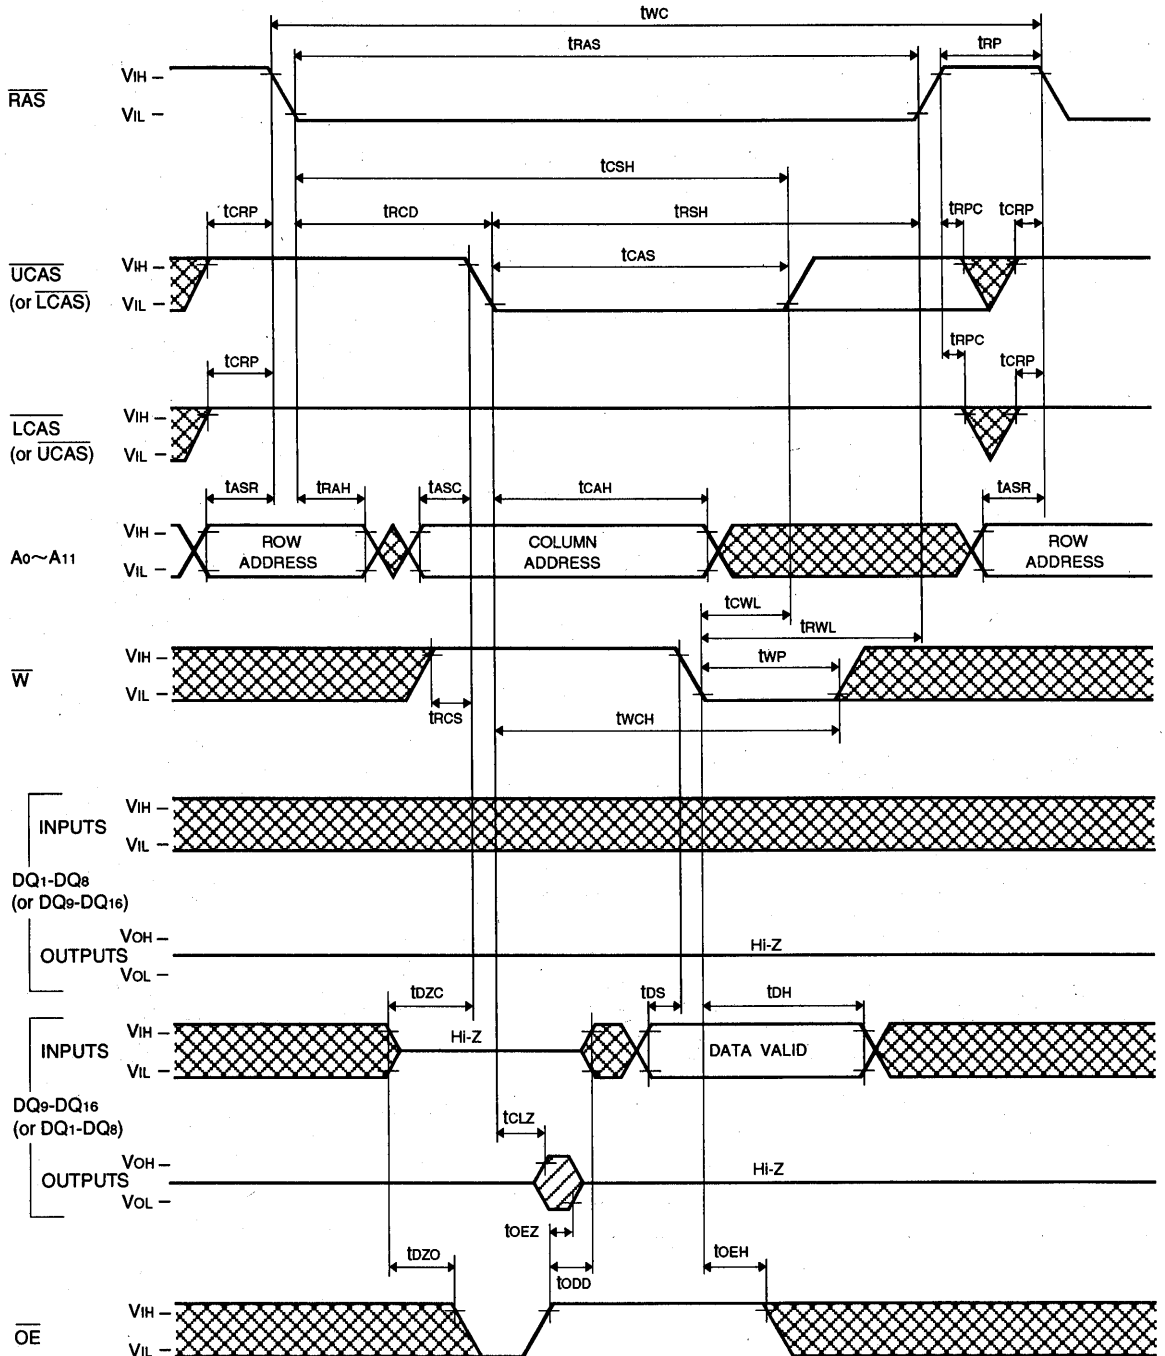 tWC
tRAS
tRP
RAS
VIH
VIL
tCSH
tCRP
tRCD
tRSH
tRPC
tCRP
UCAS
(or LCAS)
VIH
VIL
tCAS
tCRP
tRPC
tCRP
LCAS
(or UCAS)
VIH
VIL
tASR
tRAH
tASC
tCAH
tASR
A0~A11
VIH
VIL
ROW
ADDRESS
COLUMN
ADDRESS
ROW
ADDRESS
tCWL
tRWL
tWP
W
VIH
VIL
tRCS
tWCH
INPUTS
VIH
VIL
DQ1-DQ8
(or DQ9-DQ16)
OUTPUTS
VOH
VOL
Hi-Z
tDZC
tDS
tDH
INPUTS
VIH
VIL
Hi-Z
DATA VALID
DQ9-DQ16
(or DQ1-DQ8)
tCLZ
OUTPUTS
VOH
VOL
Hi-Z
tOEZ
tDZO
tODD
tOEH
OE
VIH
VIL